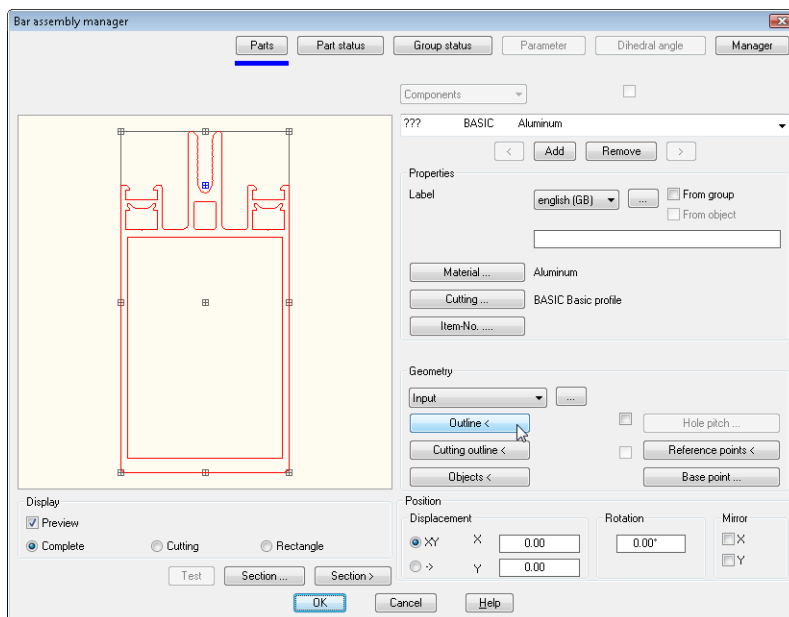 Bar assembly manager
Parts Part status Group status Parameter Dihedral angle Manager
Components
??? BASIC Aluminum
< Add Remove >
Properties
Label english (GB) ... From group
From object
Material ... Aluminum
Cutting ... BASIC Basic profile
Item-No. ....
Geometry
Input ...
Outline < Hole pitch ...
Cutting outline < Reference points <
Objects < Base point ...
Display
Preview
Complete Cutting Rectangle
Test Section ... Section >
Position
Displacement Rotation Mirror
XY X 0.00 0.00° X
-> Y 0.00 Y
OK Cancel Help